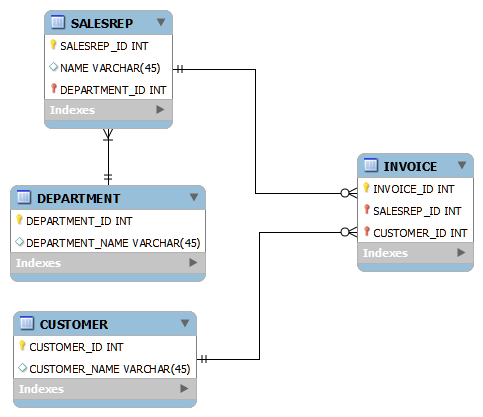 SALESREP
SALESREP_ID INT
NAME VARCHAR(45)
DEPARTMENT_ID INT
Indexes
DEPARTMENT
DEPARTMENT_ID INT
DEPARTMENT_NAME VARCHAR(45)
Indexes
CUSTOMER
CUSTOMER_ID INT
CUSTOMER_NAME VARCHAR(45)
Indexes
INVOICE
INVOICE_ID INT
SALESREP_ID INT
CUSTOMER_ID INT
Indexes